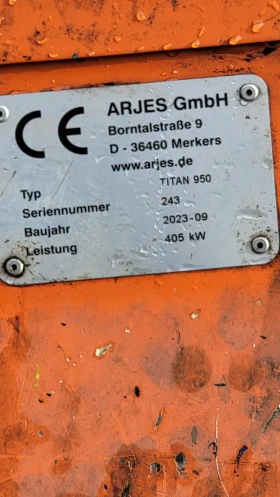 CE
ARJES GmbH
Borntalstraße 9
D - 36460 Merkers
www.arjes.de
Typ TITAN 950
Seriennummer 243
Baujahr 2023-09
Leistung 405 kW